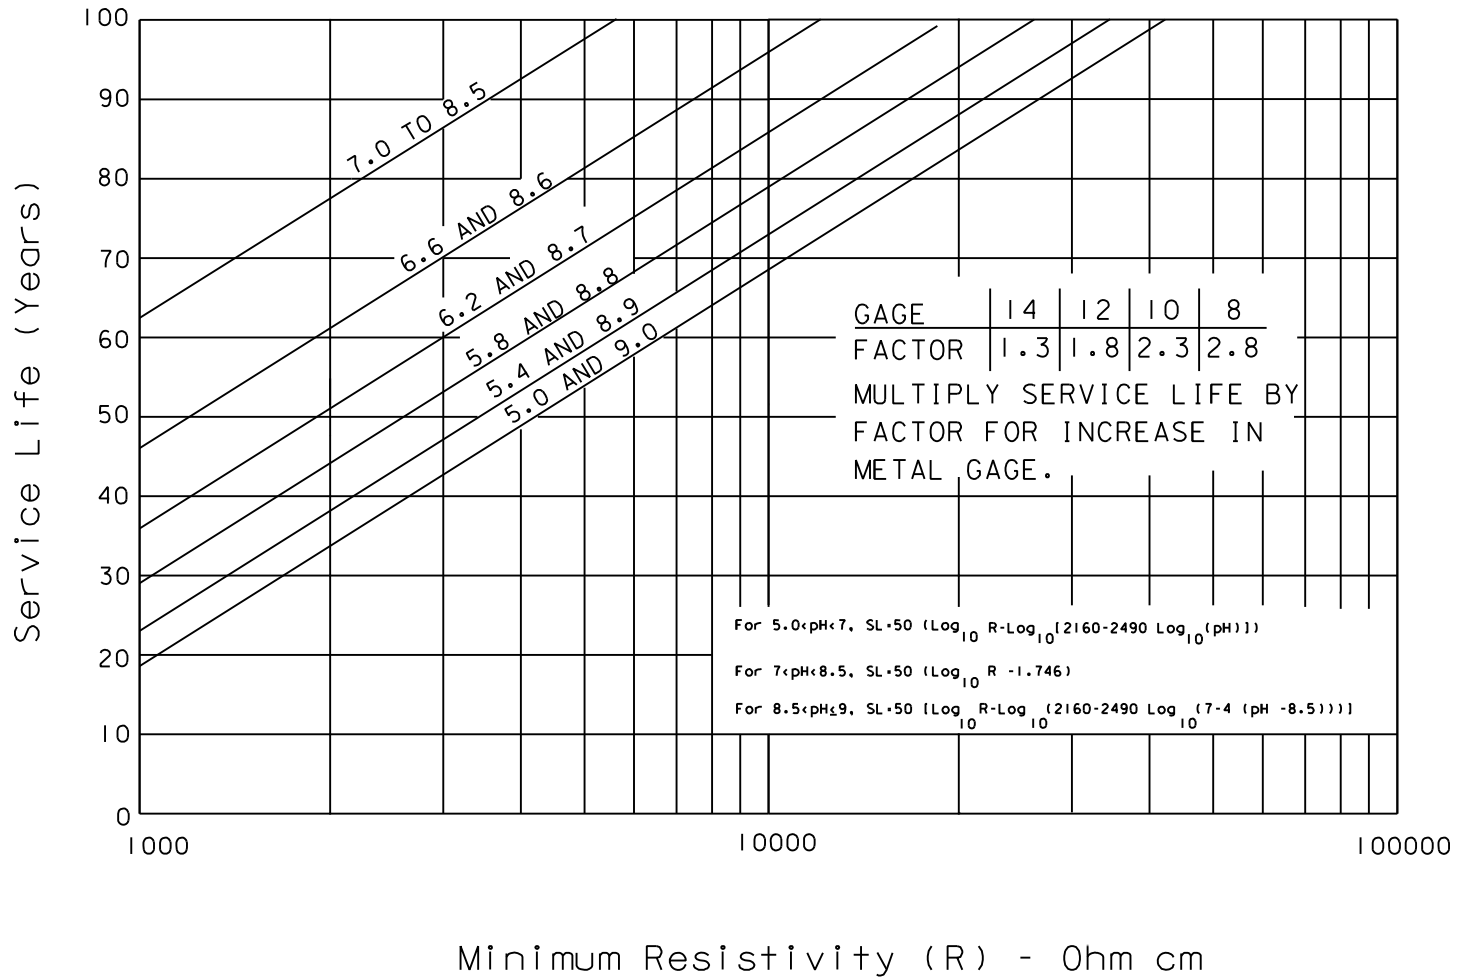 100
90
80
70
60
50
40
30
20
10
0
Service Life (Years)
7.0 TO 8.5
6.6 AND 8.6
6.2 AND 8.7
5.8 AND 8.8
5.4 AND 8.9
5.0 AND 9.0
GAGE 14 12 10 8
FACTOR 1.3 1.8 2.3 2.8
MULTIPLY SERVICE LIFE BY
FACTOR FOR INCREASE IN
METAL GAGE.
For 5.0<pH<7, SL=50 (Log10 R-Log10[2160-2490 Log10(pH)])
For 7<pH<8.5, SL=50 (Log10 R -1.746)
For 8.5<pH≤9, SL=50 [Log10R-Log10(2160-2490 Log10(7-4 (pH -8.5)))]
1000 10000 100000
Minimum Resistivity (R) - Ohm cm